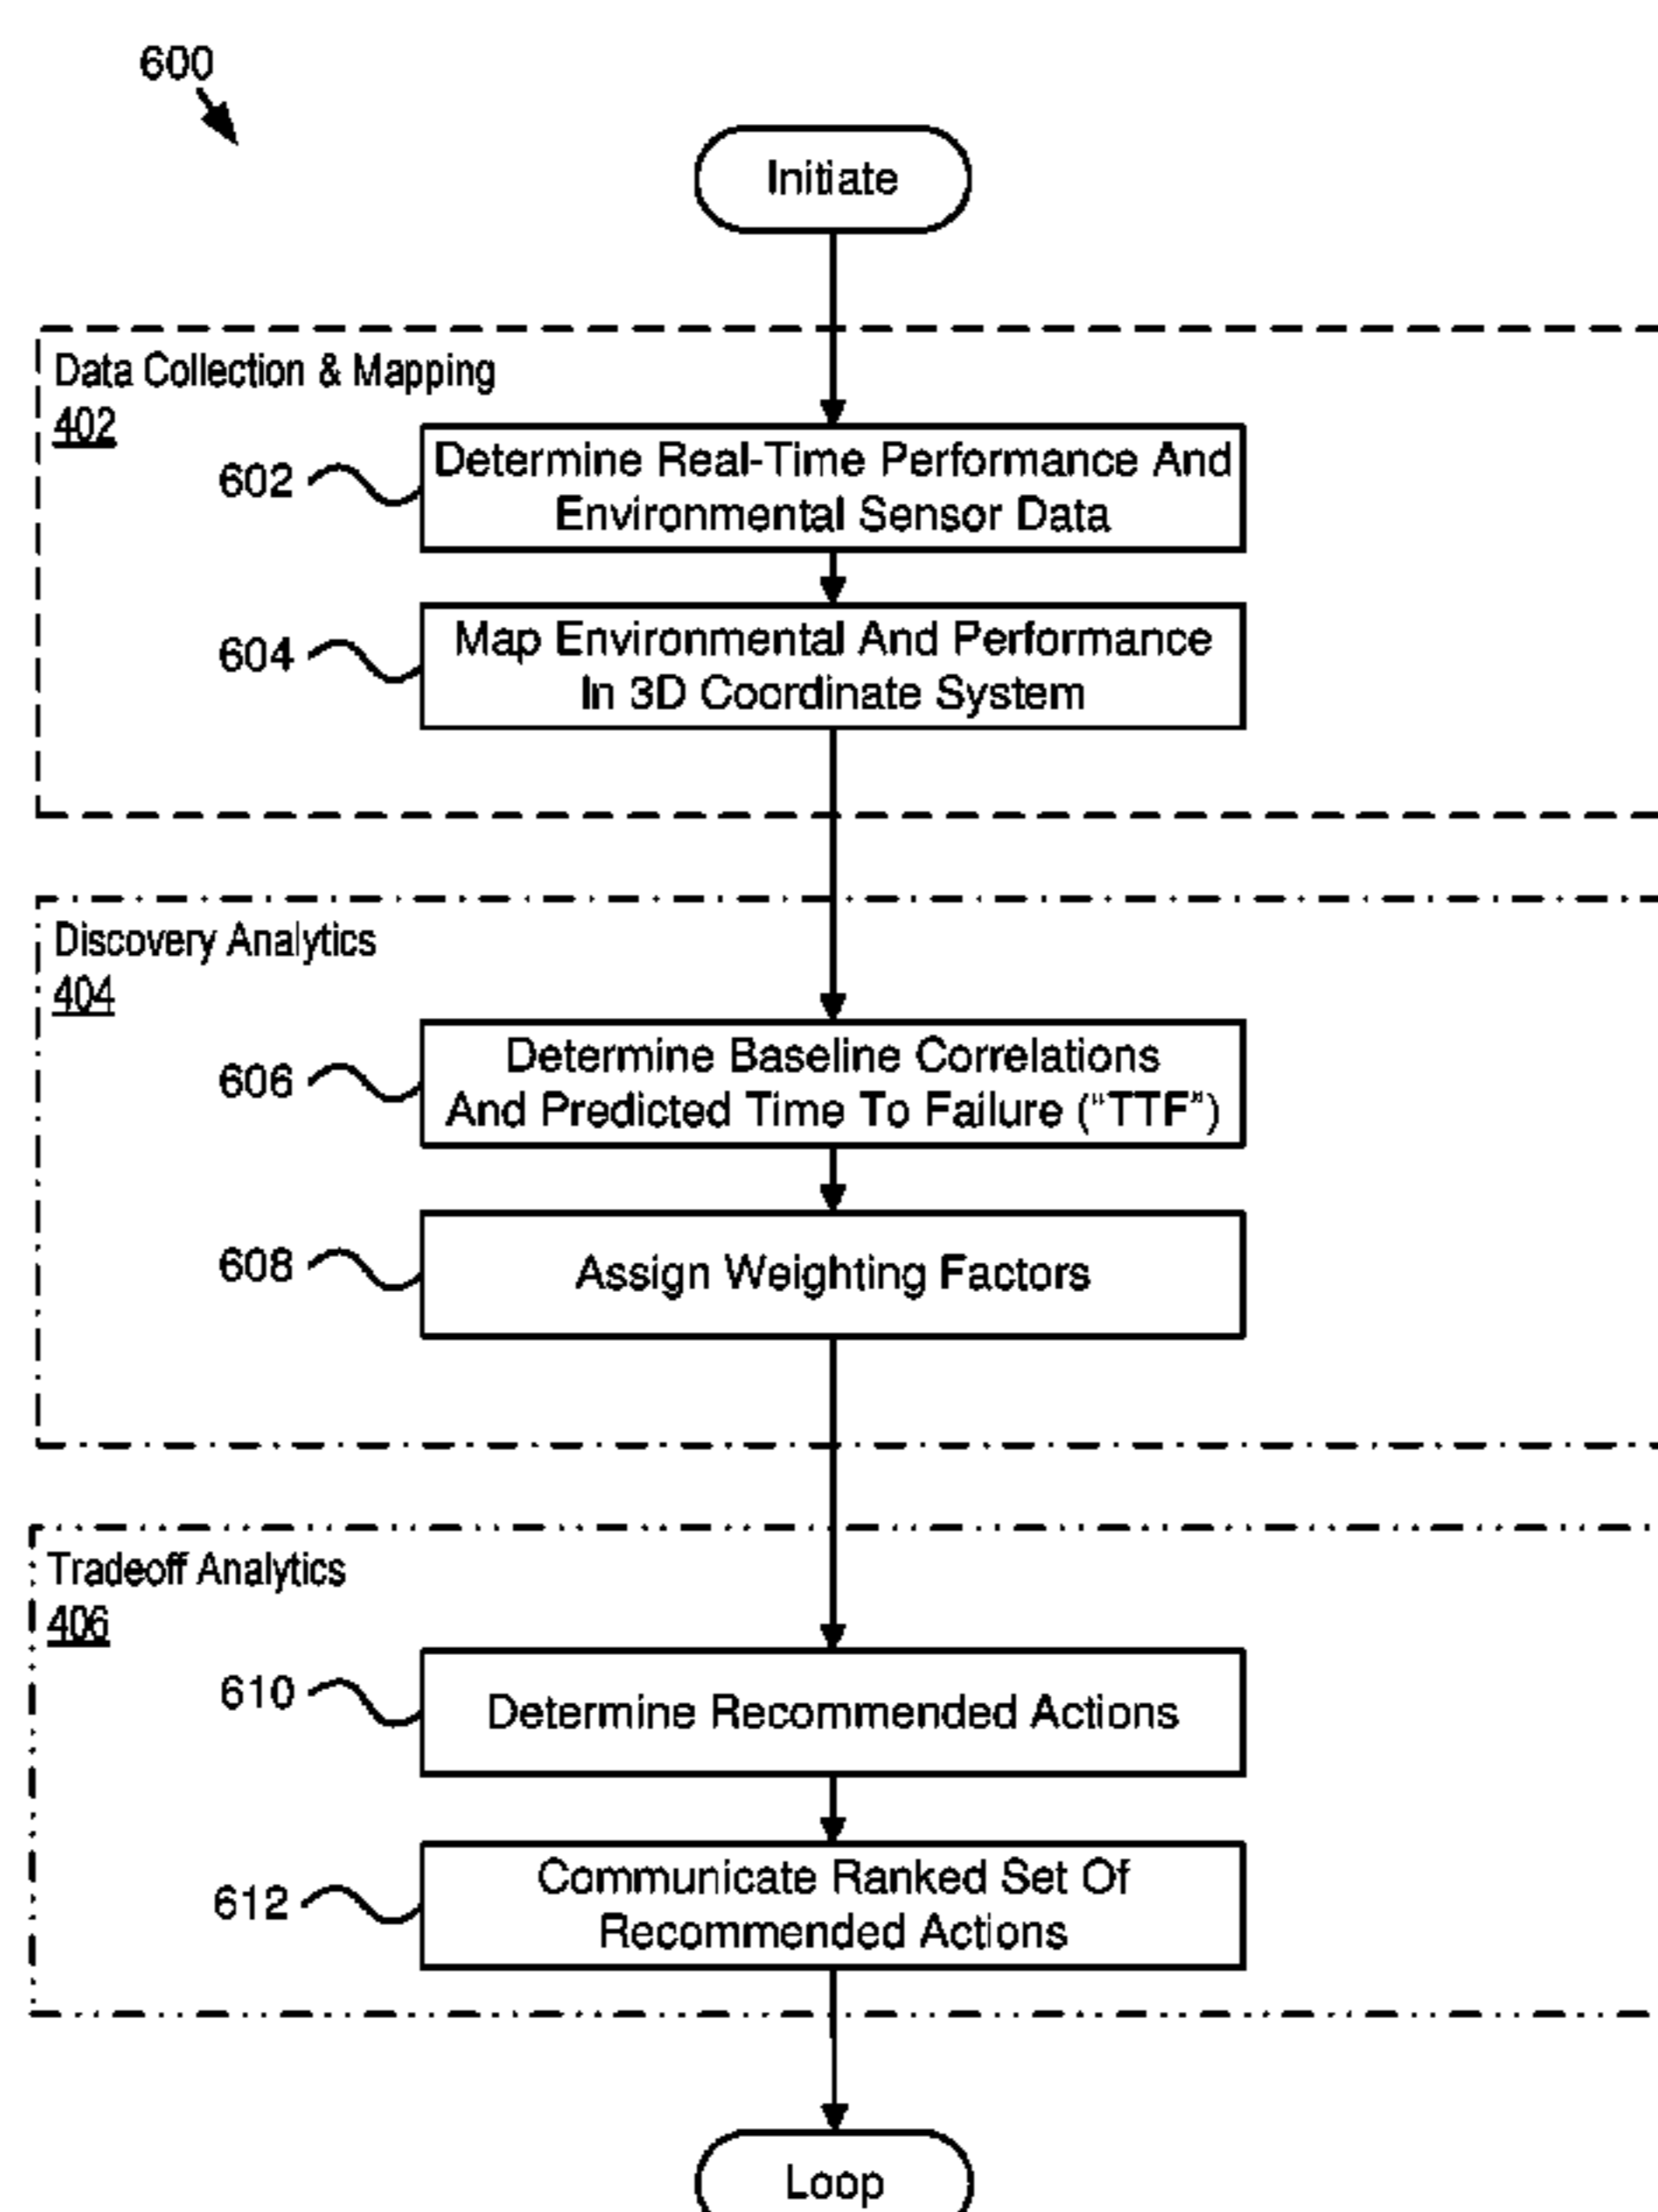 600
Initiate
Data Collection & Mapping
402
602
Determine Real-Time Performance And
Environmental Sensor Data
604
Map Environmental And Performance
In 3D Coordinate System
Discovery Analytics
404
606
Determine Baseline Correlations
And Predicted Time To Failure (“TTF”)
608
Assign Weighting Factors
Tradeoff Analytics
406
610
Determine Recommended Actions
612
Communicate Ranked Set Of
Recommended Actions
Loop